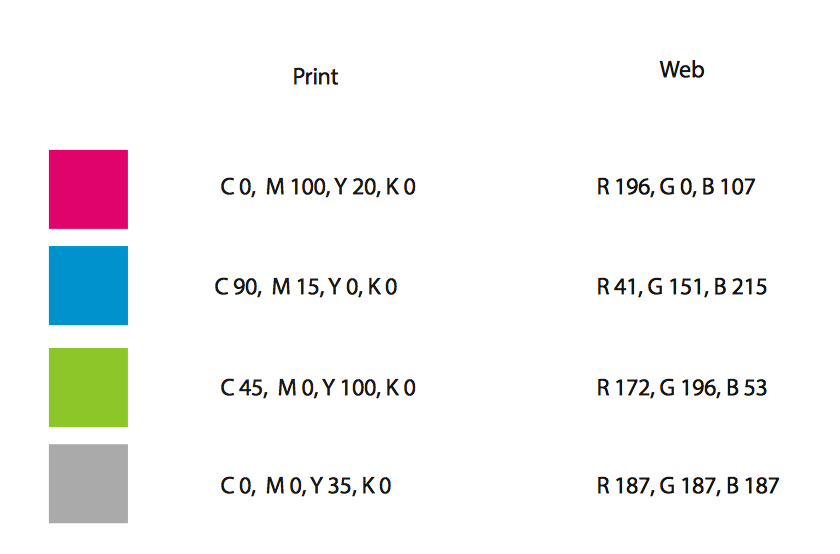 Print Web
C 0, M 100, Y 20, K 0 R 196, G 0, B 107
C 90, M 15, Y 0, K 0 R 41, G 151, B 215
C 45, M 0, Y 100, K 0 R 172, G 196, B 53
C 0, M 0, Y 35, K 0 R 187, G 187, B 187